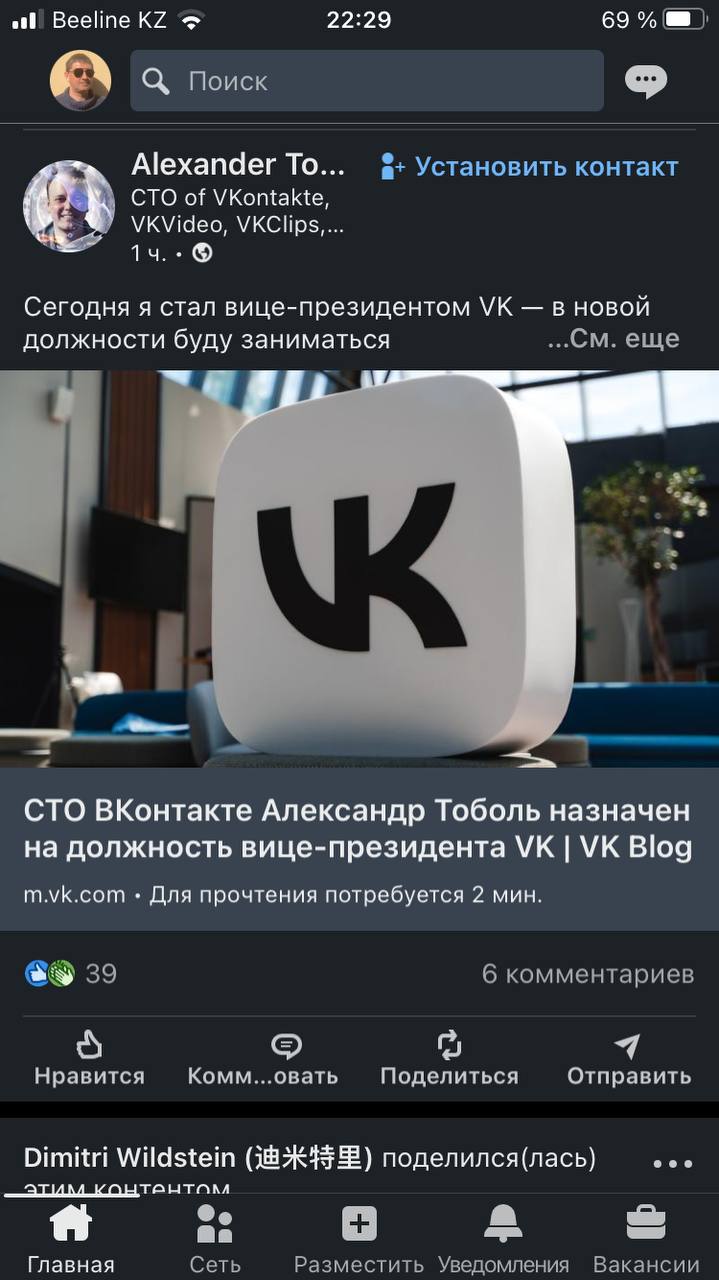 Beeline KZ 22:29 69 %
Поиск
Alexander To...
Установить контакт
CTO of VKontakte,
VKVideo, VKClips,...
1 ч. •
Сегодня я стал вице-президентом VK — в новой
должности буду заниматься ...См. еще
VK
CTO ВКонтакте Александр Тоболь назначен
на должность вице-президента VK | VK Blog
m.vk.com • Для прочтения потребуется 2 мин.
39 6 комментариев
Нравится Комм...овать Поделиться Отправить
Dimitri Wildstein (迪米特里) поделился(лась)
этим контентом
Главная Сеть Разместить Уведомления Вакансии